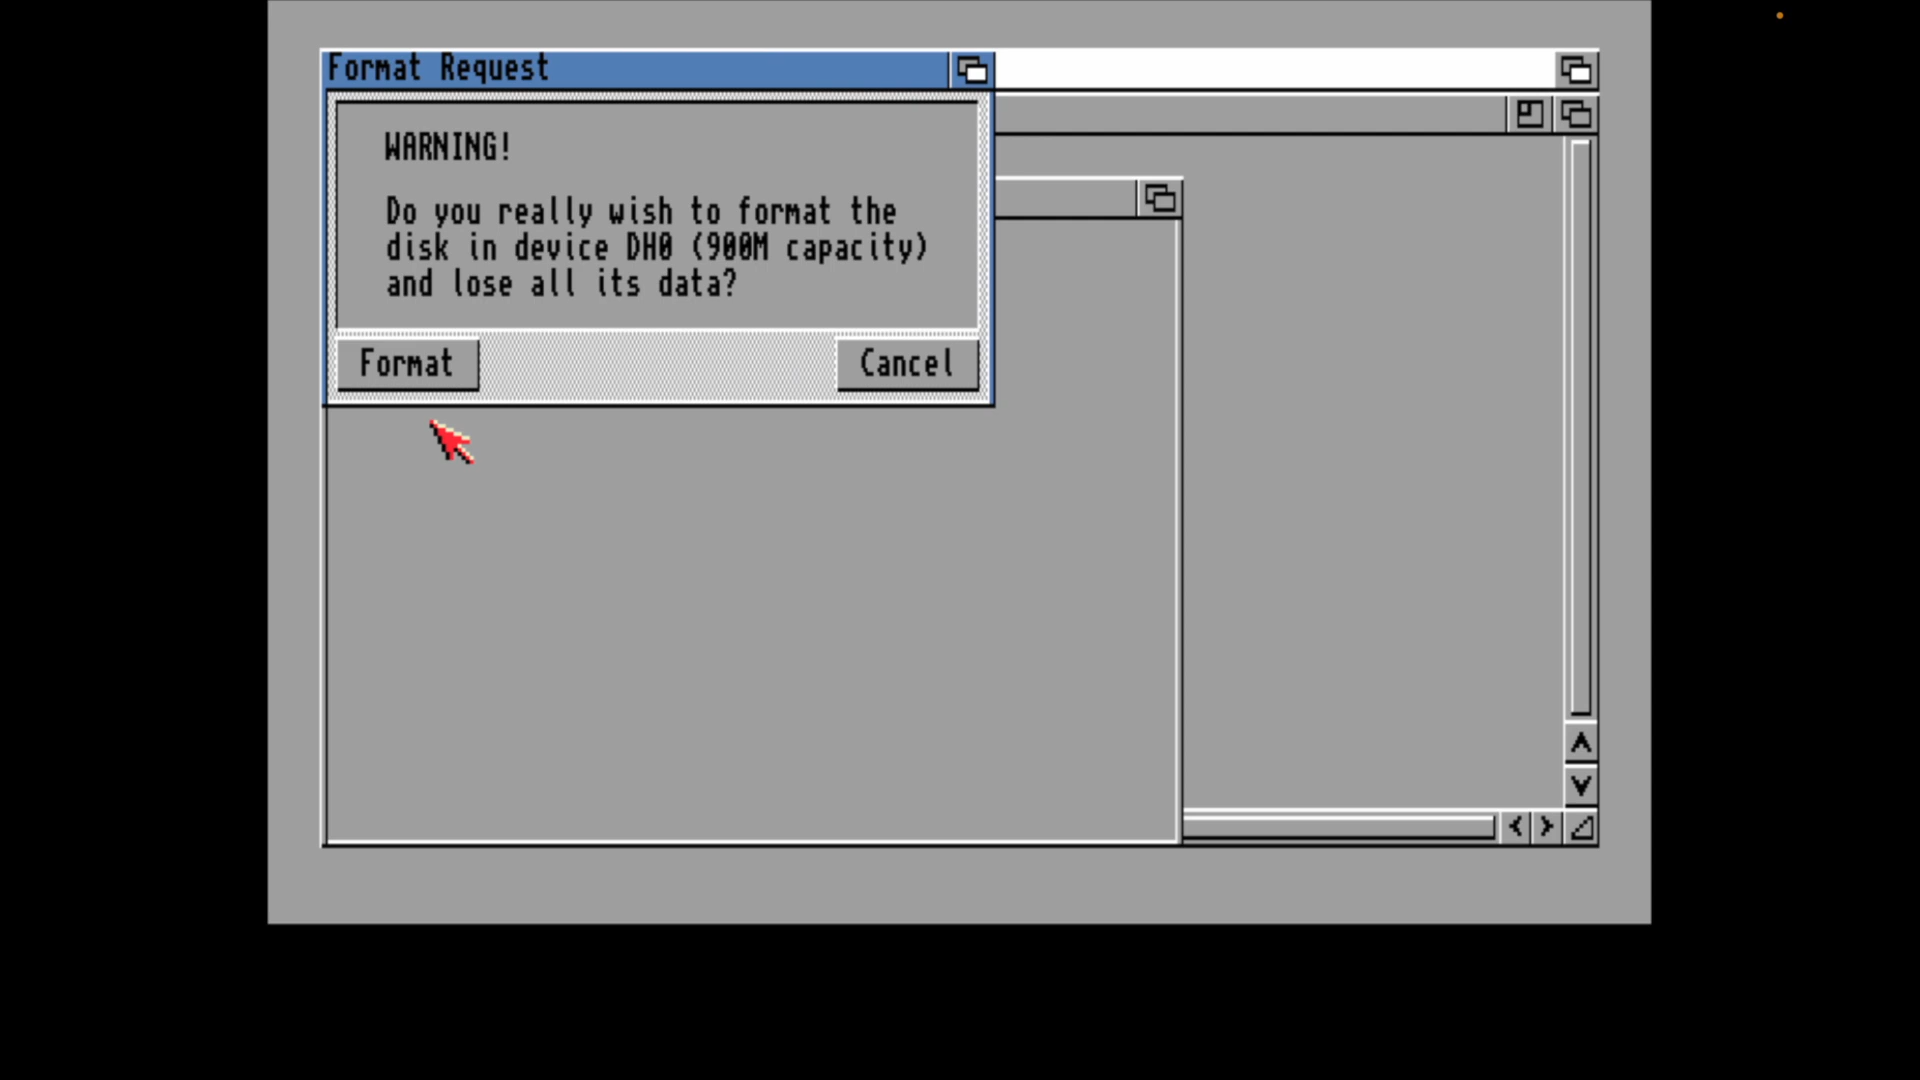 Format Request
WARNING!
Do you really wish to format the
disk in device DH0 (900M capacity)
and lose all its data?
Format
Cancel